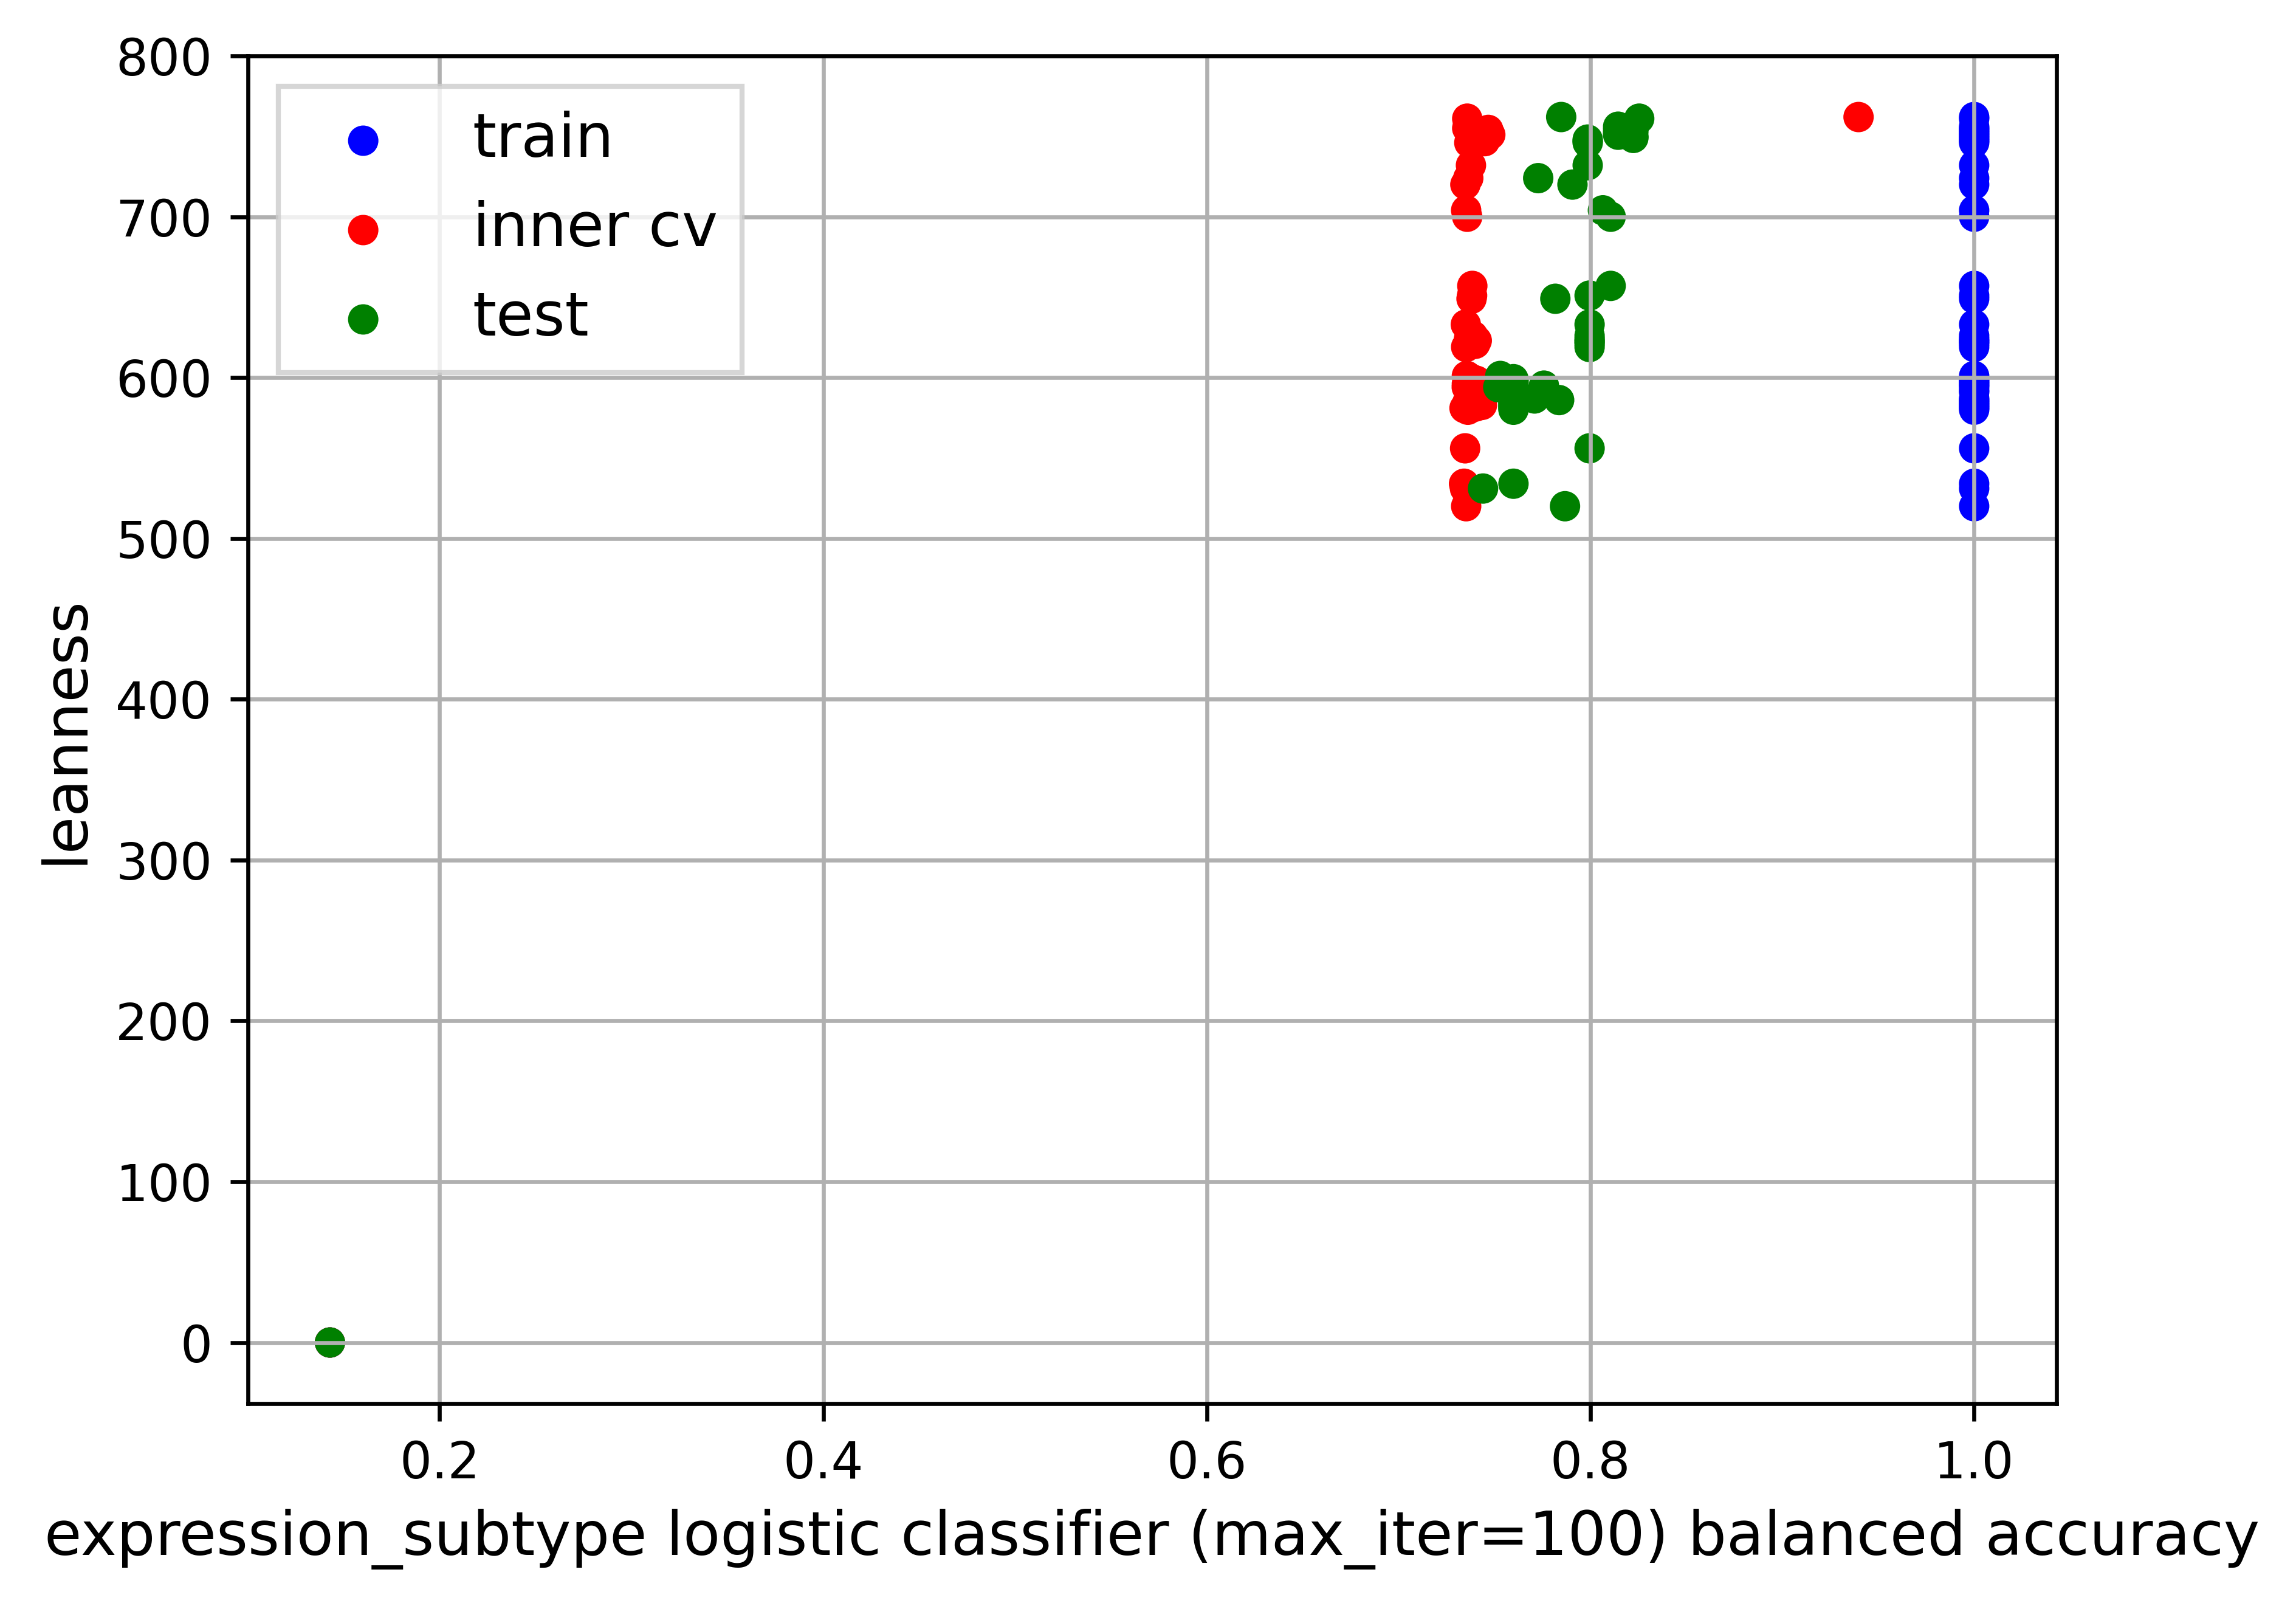 800
700
600
500
400
300
200
100
0
leanness
train
inner cv
test
0.2 0.4 0.6 0.8 1.0
expression_subtype logistic classifier (max_iter=100) balanced accuracy